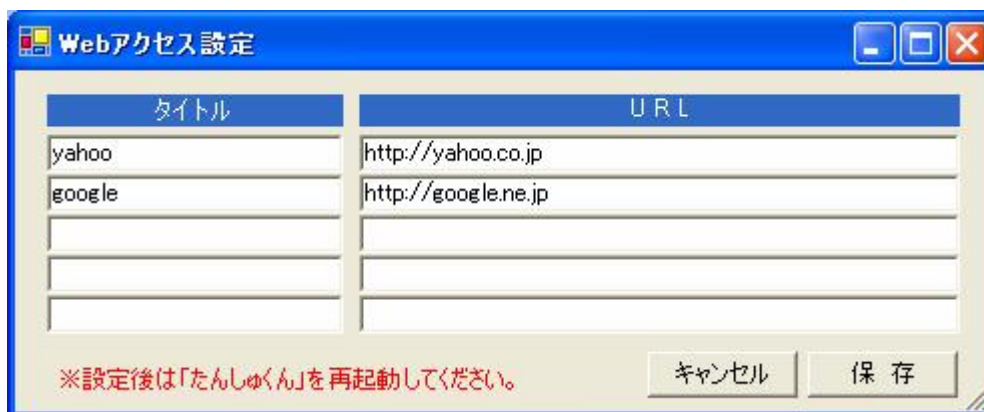 Webアクセス設定
タイトル URL
yahoo http://yahoo.co.jp
google http://google.ne.jp
※設定後は「たんしゅくん」を再起動してください。 キャンセル 保存